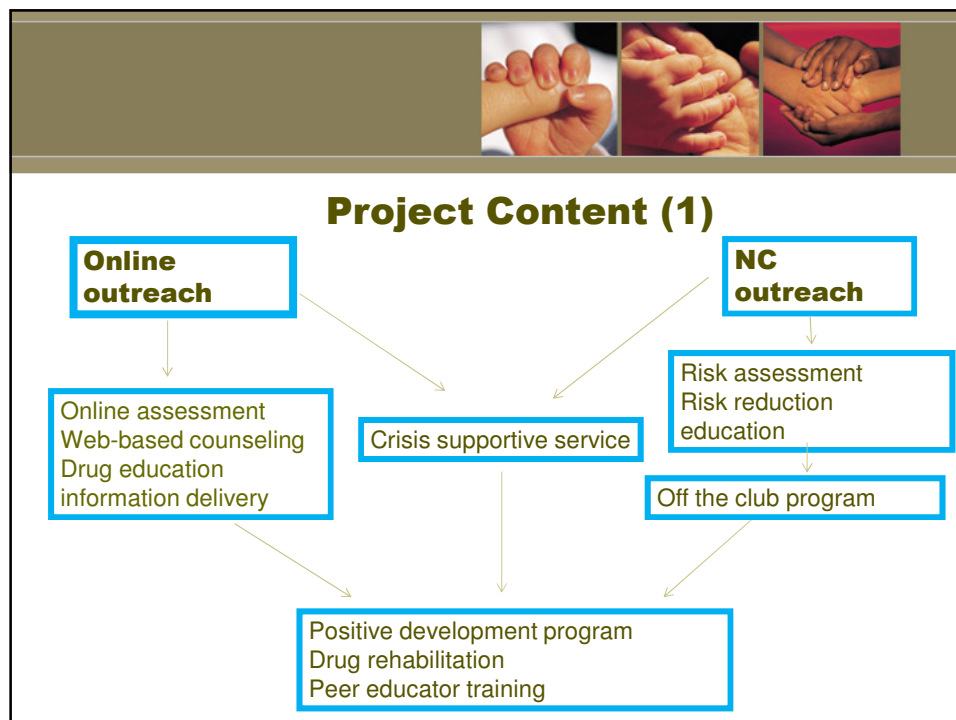 Project Content (1)
Online
outreach
NC
outreach
Online assessment
Web-based counseling
Drug education
information delivery
Crisis supportive service
Risk assessment
Risk reduction
education
Off the club program
Positive development program
Drug rehabilitation
Peer educator training